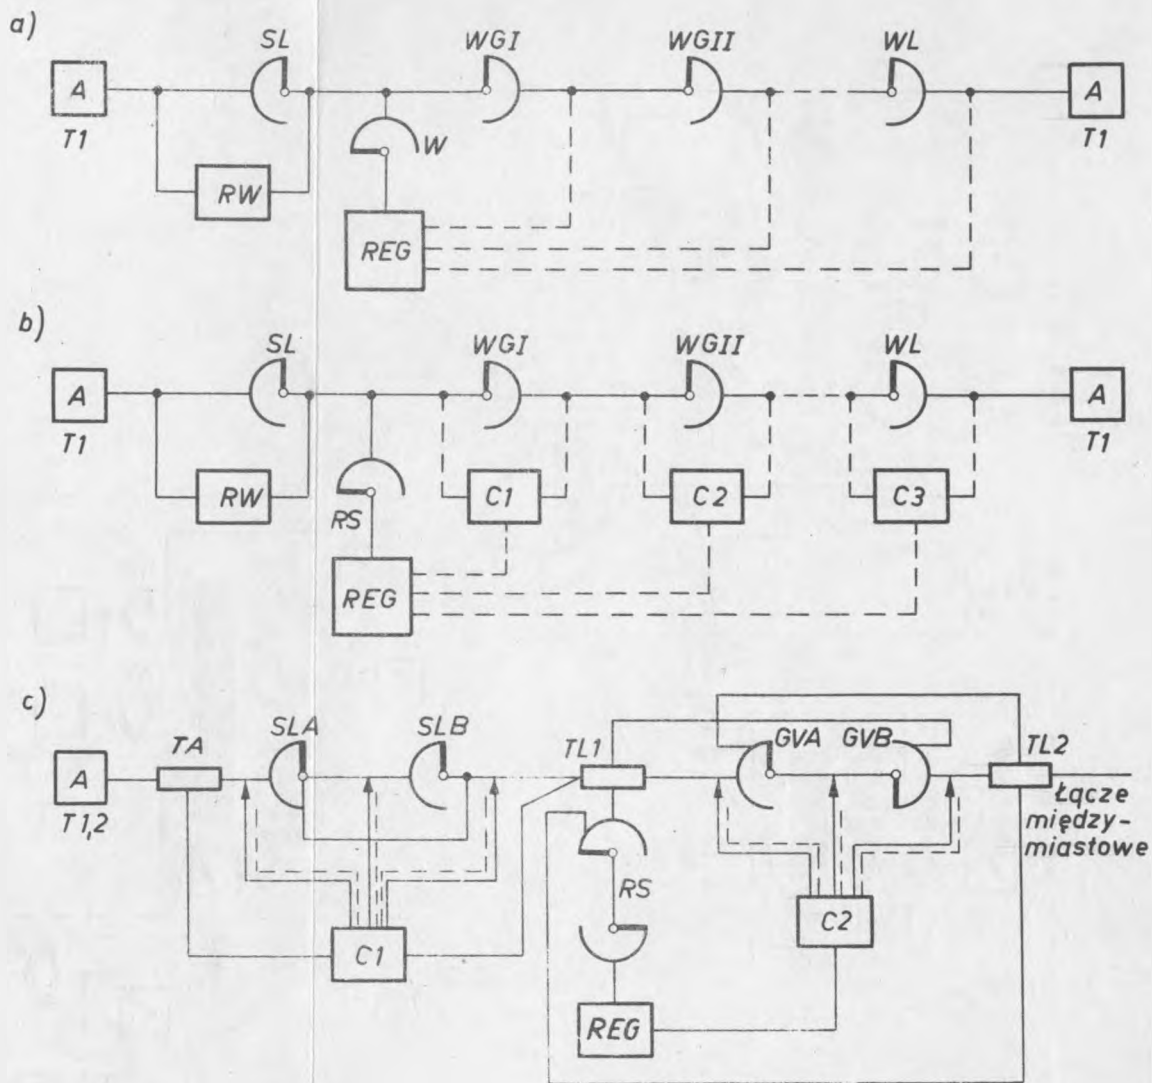 a)
SL
WGI
WGII
WL
A
T1
RW
W
REG
A
T1
b)
SL
WGI
WGII
WL
A
T1
RW
RS
REG
C1
C2
C3
A
T1
c)
TA
SLA
SLB
TL1
GVA
GVB
TL2
A
T1,2
Łącze
między-
miastowe
RS
C1
C2
REG